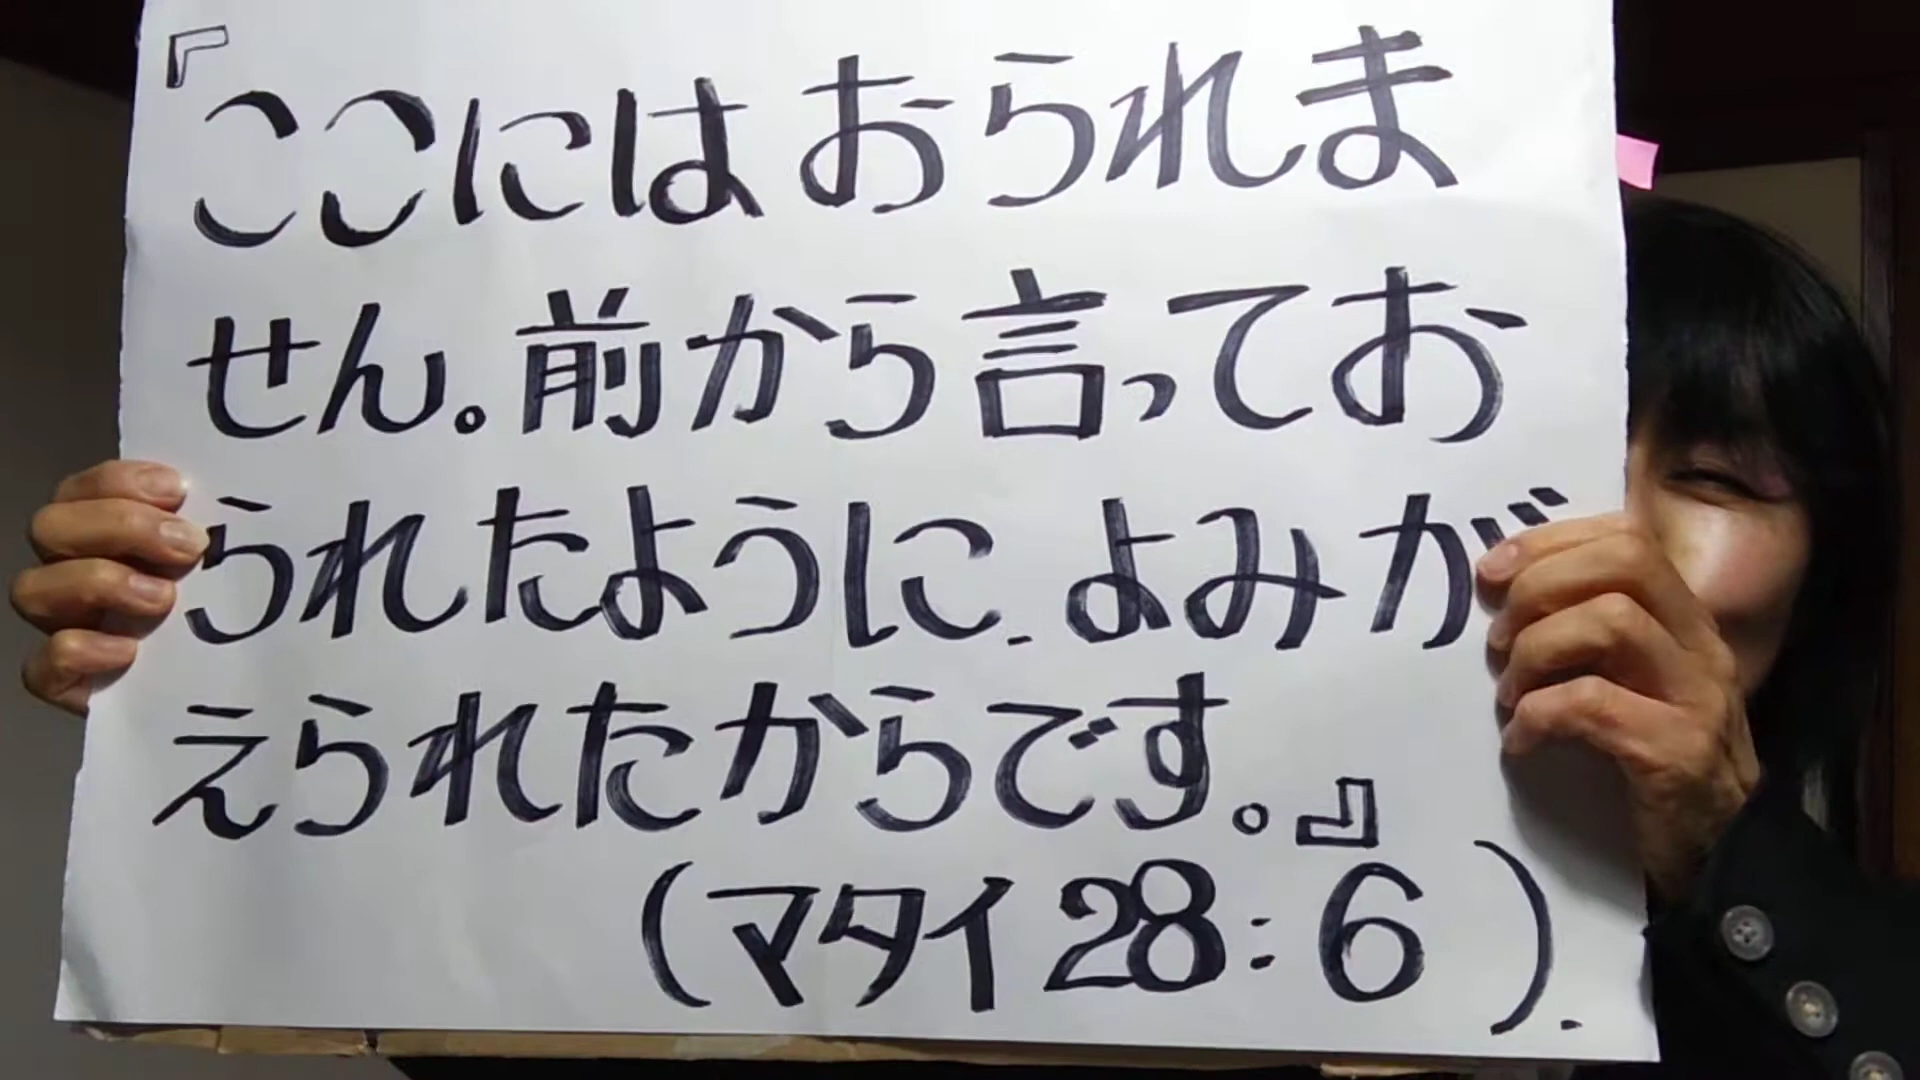 『ここにはおられま
せん。前から言ってお
られたように、よみが
えられたからです。』
(マタイ28:6).